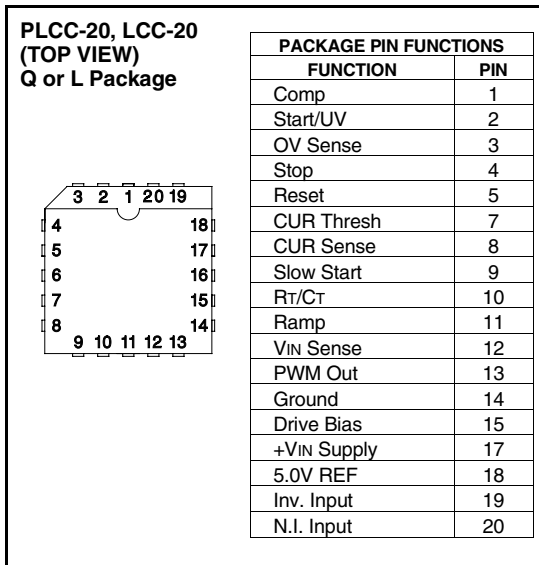 PLCC-20, LCC-20
(TOP VIEW)
Q or L Package
3 2 1 20 19
4 18
5 17
6 16
7 15
8 14
9 10 11 12 13
PACKAGE PIN FUNCTIONS
FUNCTION PIN
Comp 1
Start/UV 2
OV Sense 3
Stop 4
Reset 5
CUR Thresh 7
CUR Sense 8
Slow Start 9
RT/CT 10
Ramp 11
VIN Sense 12
PWM Out 13
Ground 14
Drive Bias 15
+VIN Supply 17
5.0V REF 18
Inv. Input 19
N.I. Input 20